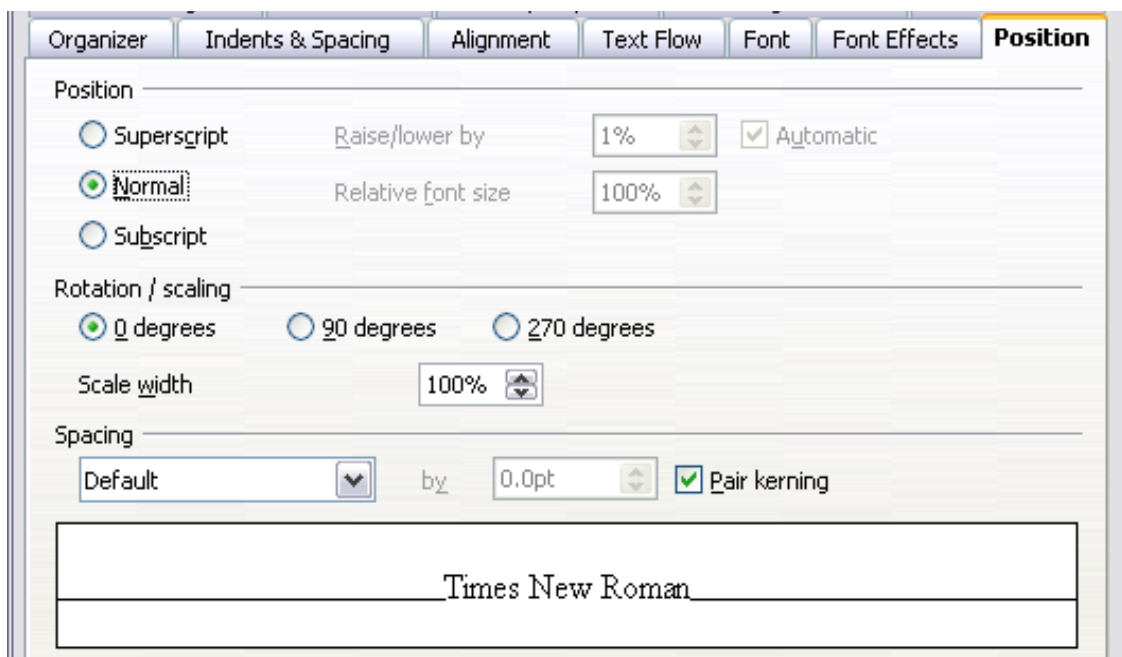 Organizer Indents & Spacing Alignment Text Flow Font Font Effects Position
Position
Superscript Raise/lower by 1% Automatic
Normal Relative font size 100%
Subscript
Rotation / scaling
0 degrees 90 degrees 270 degrees
Scale width 100%
Spacing
Default by 0.0pt Pair kerning
Times New Roman